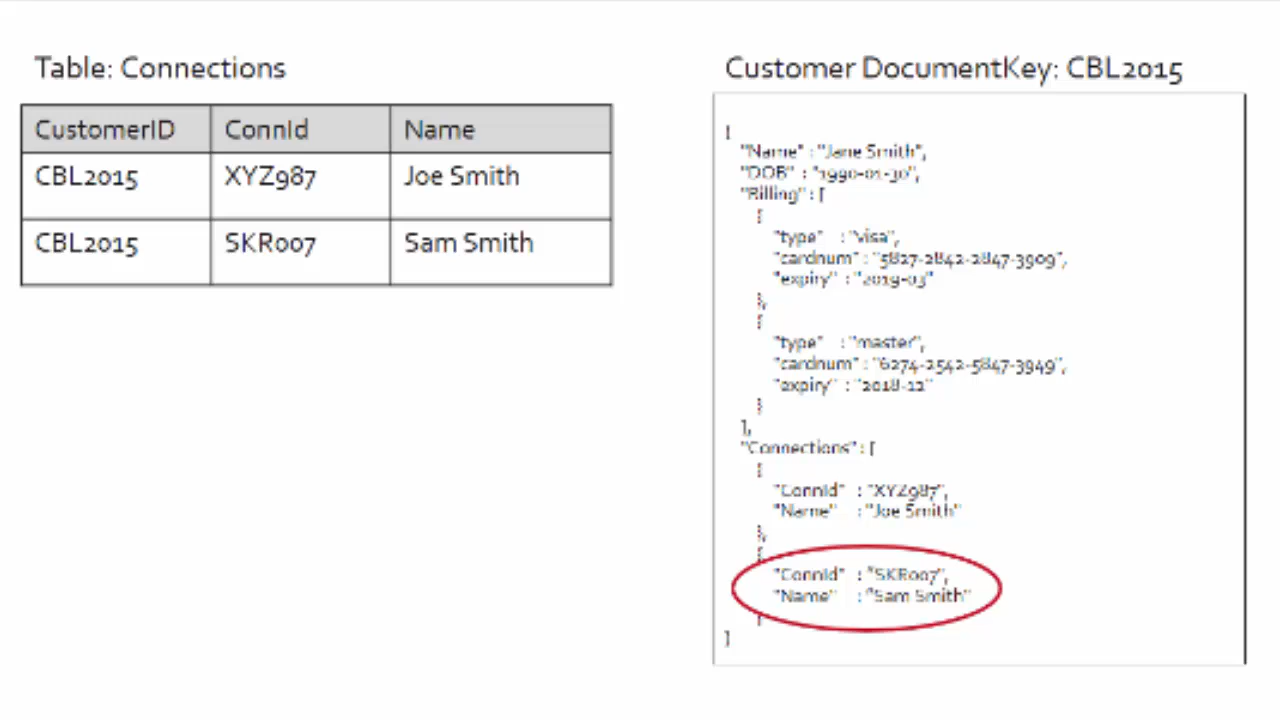 Table: Connections
CustomerID ConnId Name
CBL2015 XYZ987 Joe Smith
CBL2015 SKR007 Sam Smith
Customer DocumentKey: CBL2015
{
"Name" : "Jane Smith",
"DOB" : "1990-01-30",
"Billing" : [
{
"type" : "visa",
"cardnum" : "5827-2842-2847-3909",
"expiry" : "2019-03"
},
{
"type" : "master",
"cardnum" : "6274-2542-5847-3949",
"expiry" : "2018-12"
}
],
"Connections" : [
{
"ConnId" : "XYZ987",
"Name" : "Joe Smith"
},
{
"ConnId" : "SKR007",
"Name" : "Sam Smith"
}
]